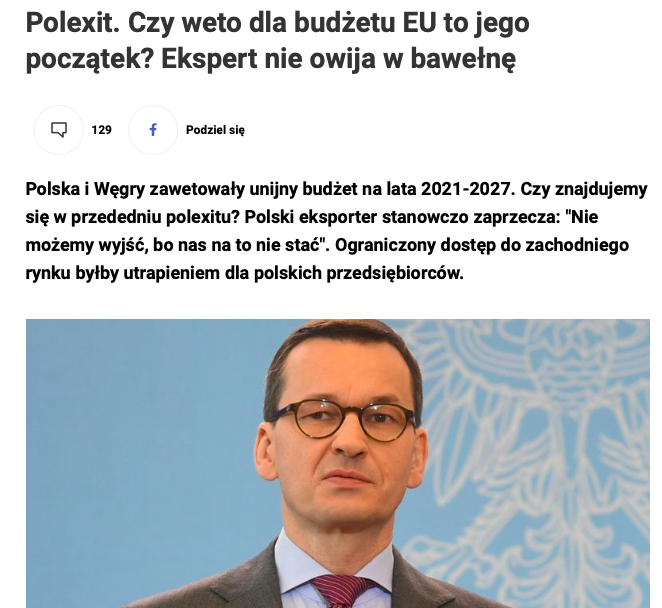 Polexit. Czy weto dla budżetu EU to jego
początek? Ekspert nie owija w bawełnę
129
Podziel się
Polska i Węgry zawetowały unijny budżet na lata 2021-2027. Czy znajdujemy
się w przededniu polexitu? Polski eksporter stanowczo zaprzecza: "Nie
możemy wyjść, bo nas na to nie stać". Ograniczony dostęp do zachodniego
rynku byłby utrapieniem dla polskich przedsiębiorców.